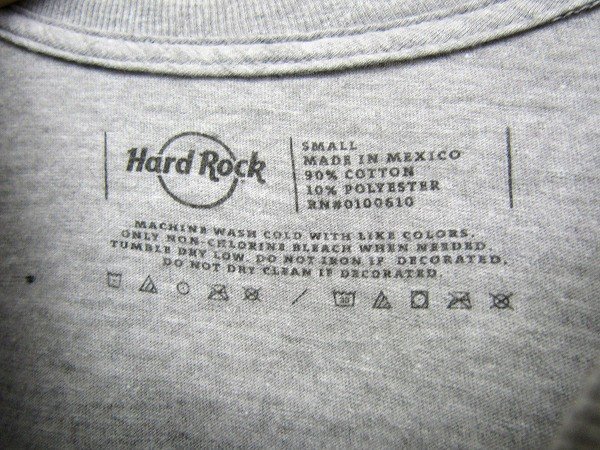 Hard Rock
SMALL
MADE IN MEXICO
90% COTTON
10% POLYESTER
RN#0100610
MACHINE WASH COLD WITH LIKE COLORS.
ONLY NON-CHLORINE BLEACH WHEN NEEDED.
TUMBLE DRY LOW. DO NOT IRON IF DECORATED.
DO NOT DRY CLEAN IF DECORATED.